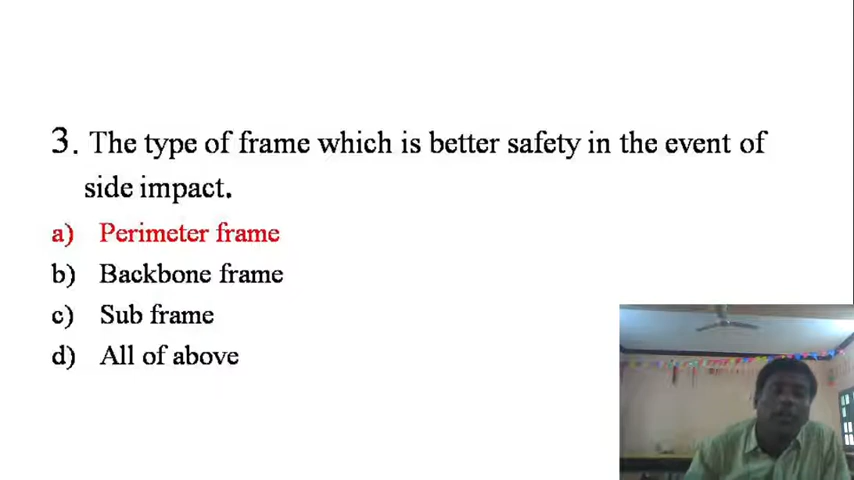 3. The type of frame which is better safety in the event of
side impact.
a) Perimeter frame
b) Backbone frame
c) Sub frame
d) All of above